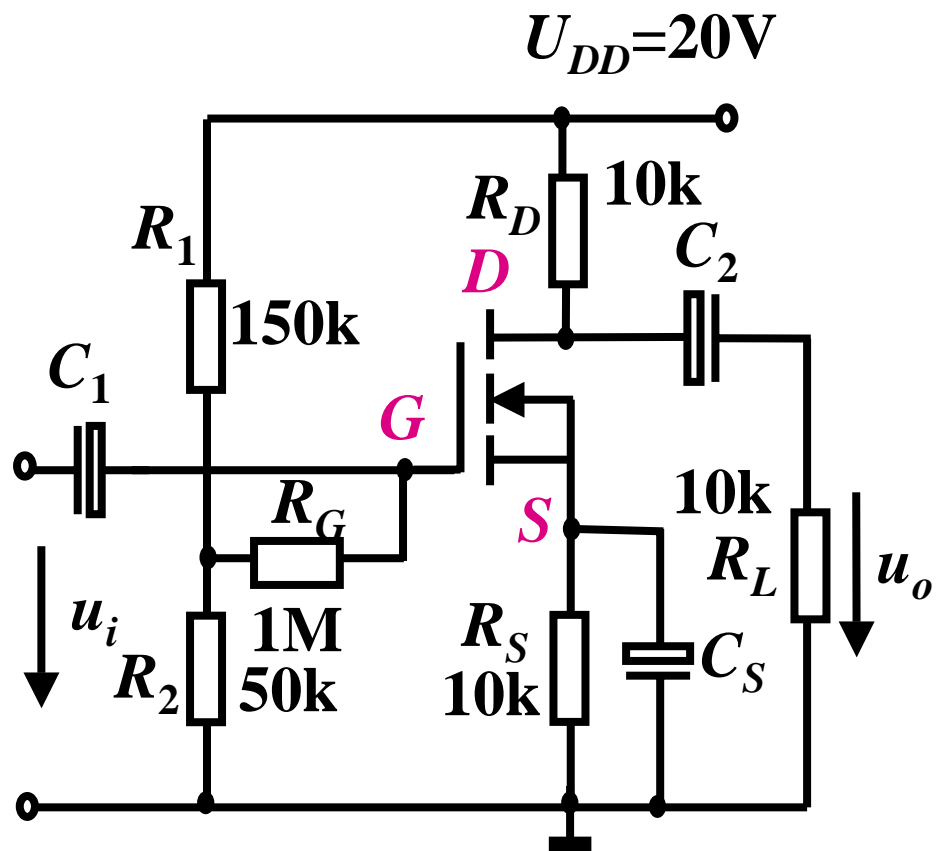 U_DD=20V
R_D
10k
R_1
D
C_2
150k
C_1
G
10k
R_G
S
R_L
u_o
u_i
1M
R_S
C_S
R_2
50k
10k